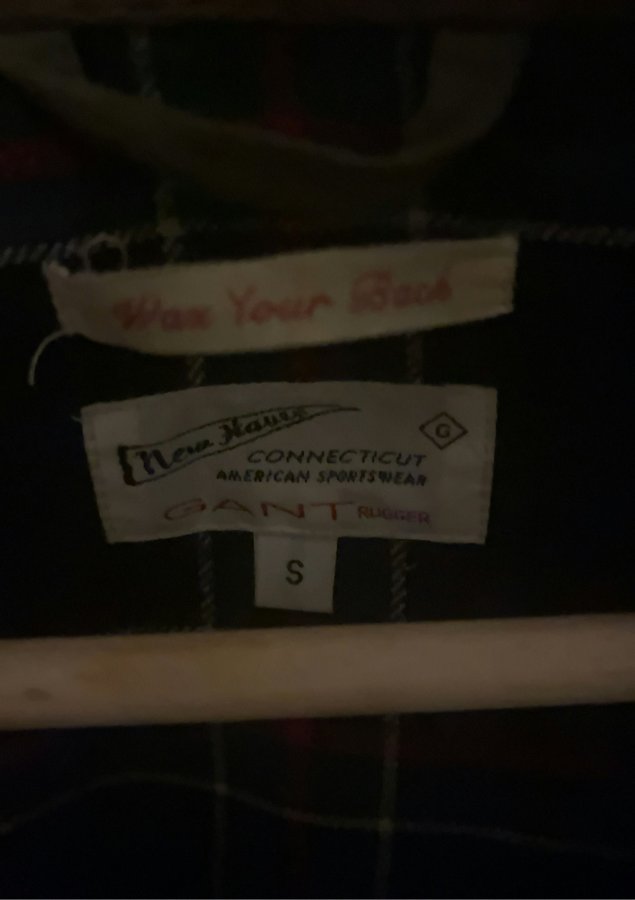 Wax Your Back
New Haven
G
CONNECTICUT
AMERICAN SPORTSWEAR
GANT RUGGER
S